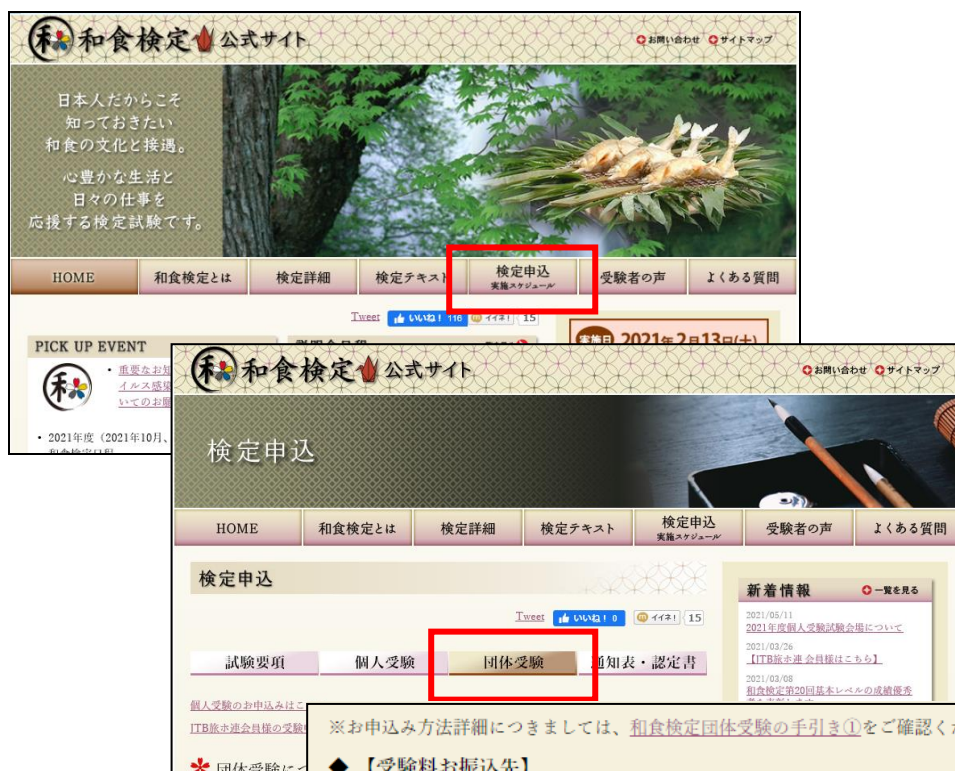 和食検定 公式サイト
お問い合わせ サイトマップ
日本人だからこそ
知っておきたい
和食の文化と接遇。
心豊かな生活と
日々の仕事を
応援する検定試験です。
HOME 和食検定とは 検定詳細 検定テキスト 検定申込 実施スケジュール 受験者の声 よくある質問
Tweet いいね! 116 イイネ! 15
PICK UP EVENT
実施日 2021年2月13日(土)
・重要なお知
イルス感染
いてのお願
・2021年度（2021年10月、
和食検定 公式サイト
お問い合わせ サイトマップ
検定申込
HOME 和食検定とは 検定詳細 検定テキスト 検定申込 実施スケジュール 受験者の声 よくある質問
検定申込
Tweet いいね! 0 イイネ! 15
試験要項 個人受験 団体受験 通知表・認定書
個人受験のお申込みはこ
新着情報 一覧を見る
2021/05/11
2021年度個人受験試験会場について
2021/03/26
【JTB旅ホ連 会員様はこちら】
2021/03/08
和食検定第20回基本レベルの成績優秀
JTB旅ホ連会員様の受験
団体受験に
※お申込み方法詳細につきましては、和食検定団体受験の手引き①をご確認く
◆【受験料お振込先】